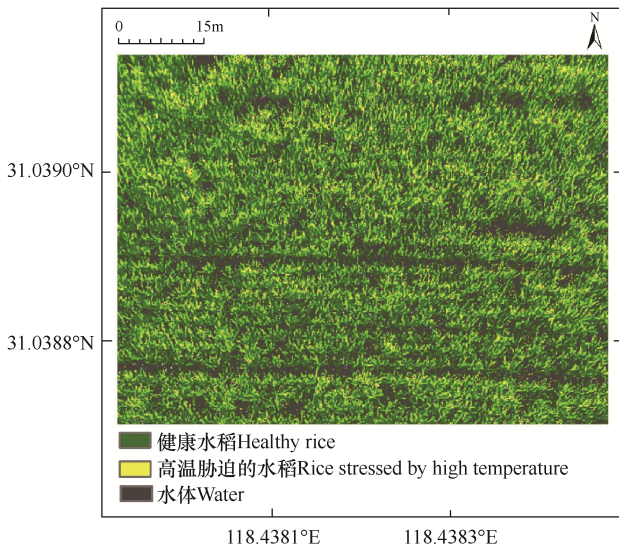 0 15m
N
31.0390°N
31.0388°N
健康水稻Healthy rice
高温胁迫的水稻Rice stressed by high temperature
水体Water
118.4381°E 118.4383°E